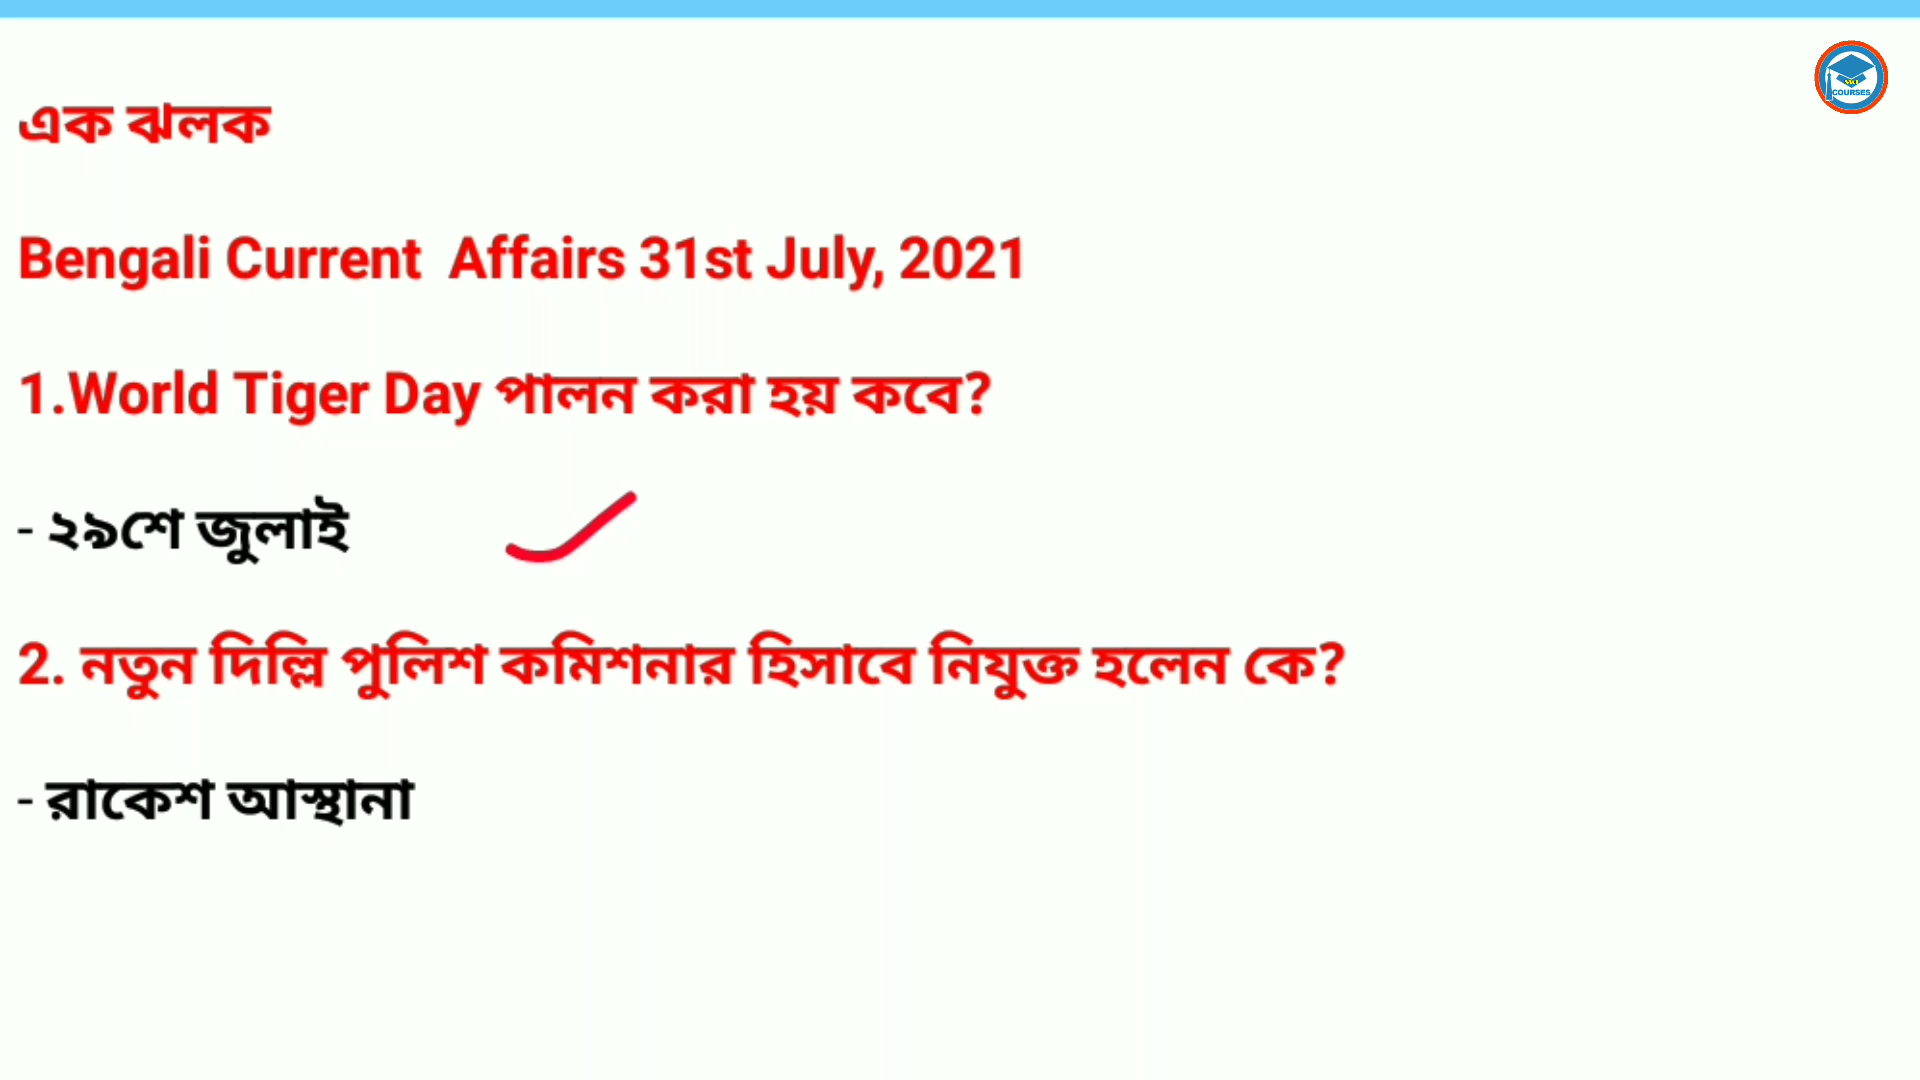 এক ঝলক
COURSES
Bengali Current Affairs 31st July, 2021
1.World Tiger Day পালন করা হয় কবে?
- ২৯শে জুলাই
2. নতুন দিল্লি পুলিশ কমিশনার হিসাবে নিযুক্ত হলেন কে?
- রাকেশ আস্থানা